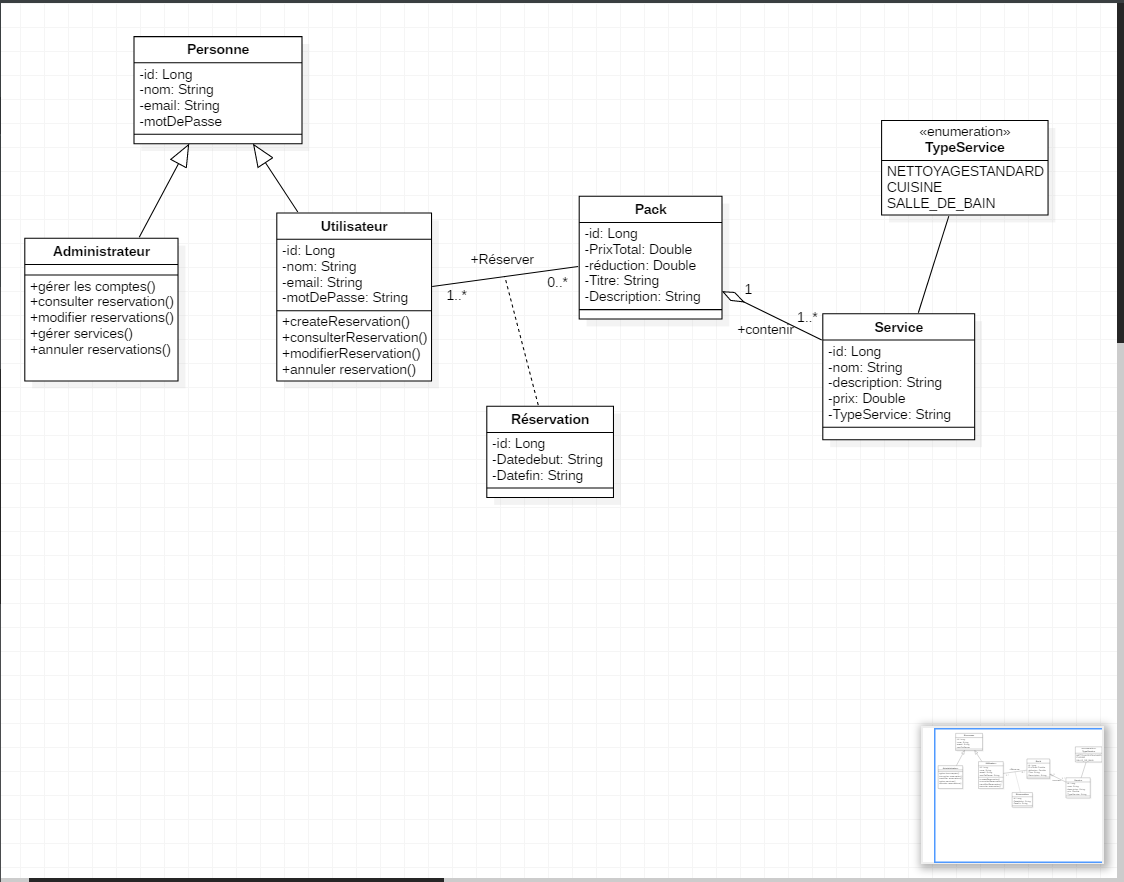 Personne
-id: Long
-nom: String
-email: String
-motDePasse
Administrateur
+gérer les comptes()
+consulter reservation()
+modifier reservations()
+gérer services()
+annuler reservations()
Utilisateur
-id: Long
-nom: String
-email: String
-motDePasse: String
+createReservation()
+consulterReservation()
+modifierReservation()
+annuler reservation()
+Réserver
1..*
0..*
Réservation
-id: Long
-Datedebut: String
-Datefin: String
Pack
-id: Long
-PrixTotal: Double
-réduction: Double
-Titre: String
-Description: String
1
1..*
+contenir
«enumeration»
TypeService
NETTOYAGESTANDARD
CUISINE
SALLE_DE_BAIN
Service
-id: Long
-nom: String
-description: String
-prix: Double
-TypeService: String